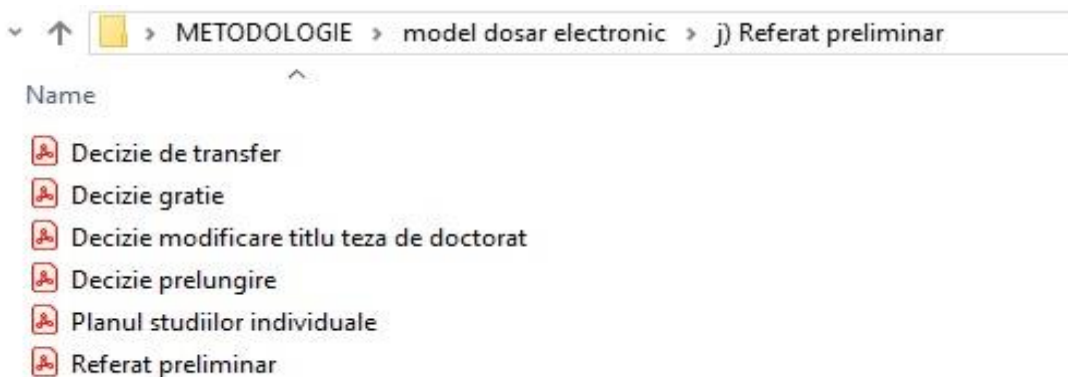 METODOLOGIE > model dosar electronic > j) Referat preliminar
Name
Decizie de transfer
Decizie gratie
Decizie modificare titlu teza de doctorat
Decizie prelungire
Planul studiilor individuale
Referat preliminar